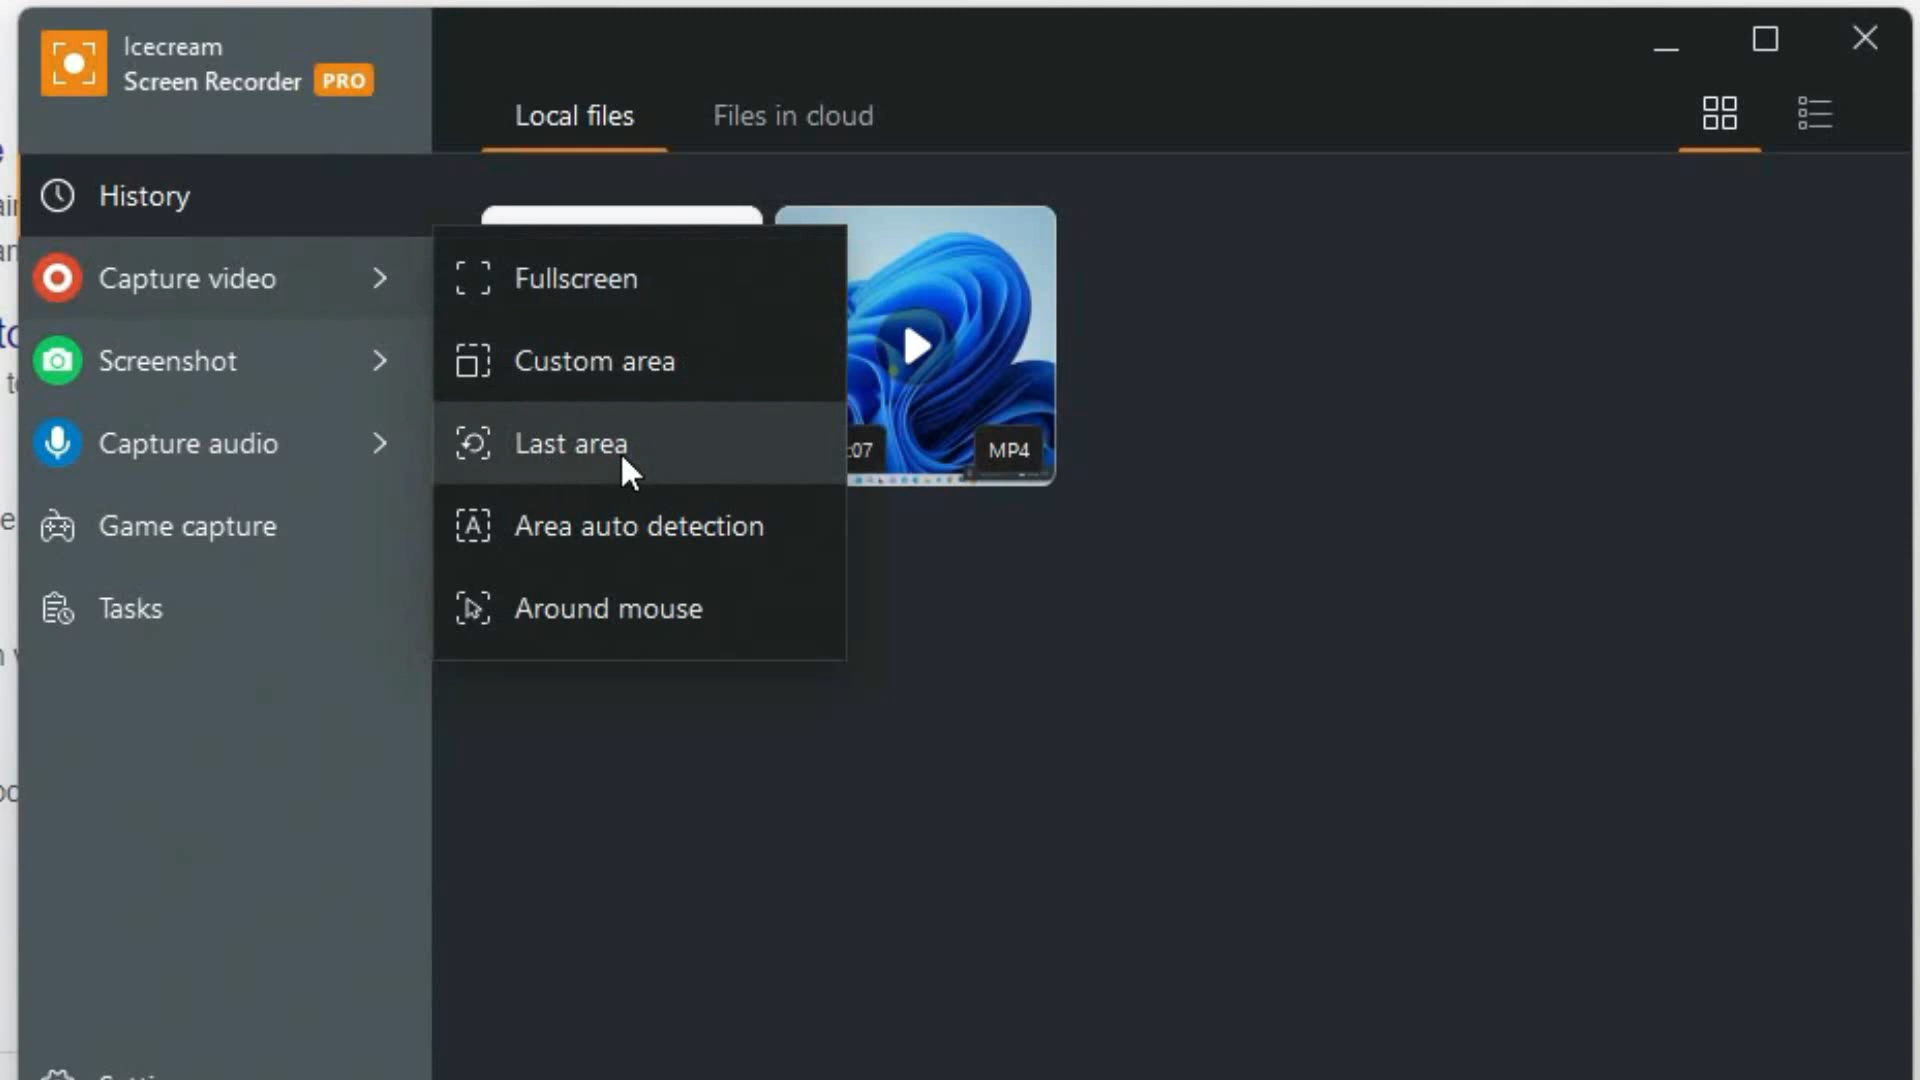 Icecream
Screen Recorder PRO
Local files
Files in cloud
History
Capture video
Screenshot
Capture audio
Game capture
Tasks
Fullscreen
Custom area
Last area
Area auto detection
Around mouse
:07
MP4